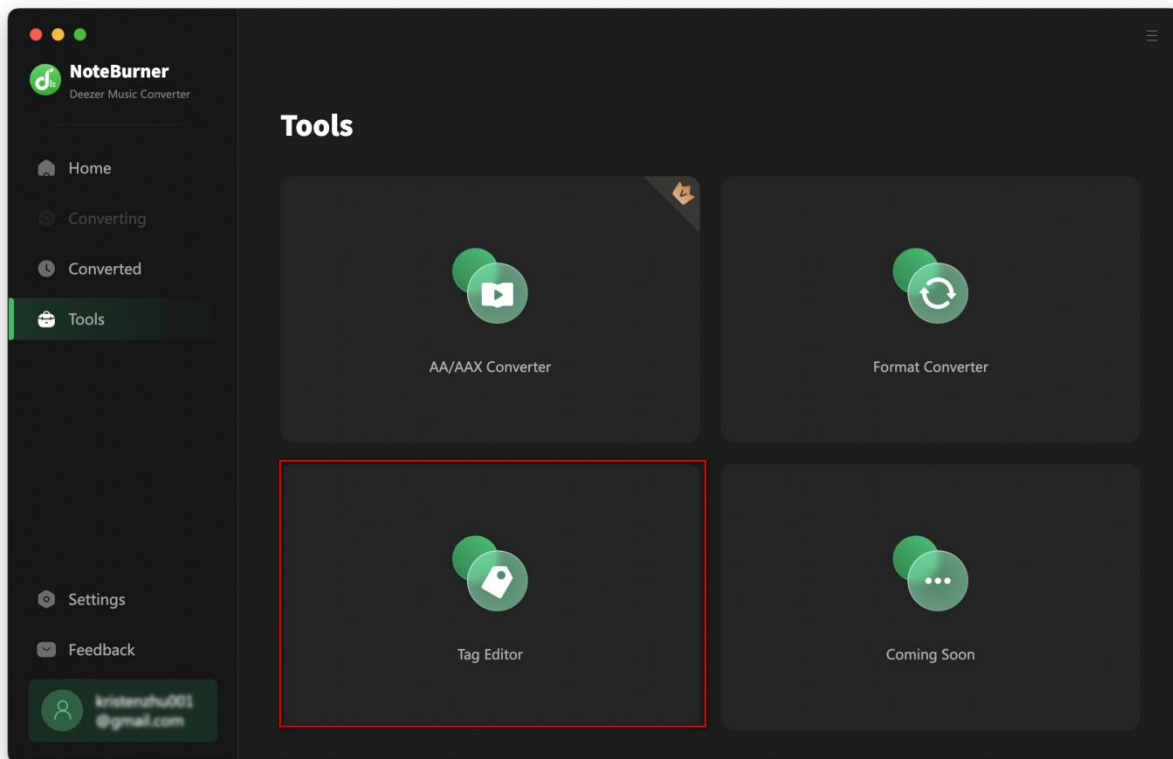 NoteBurner
Deezer Music Converter
Home
Converting
Converted
Tools
Settings
Feedback
Tools
AA/AAX Converter
Format Converter
Tag Editor
Coming Soon